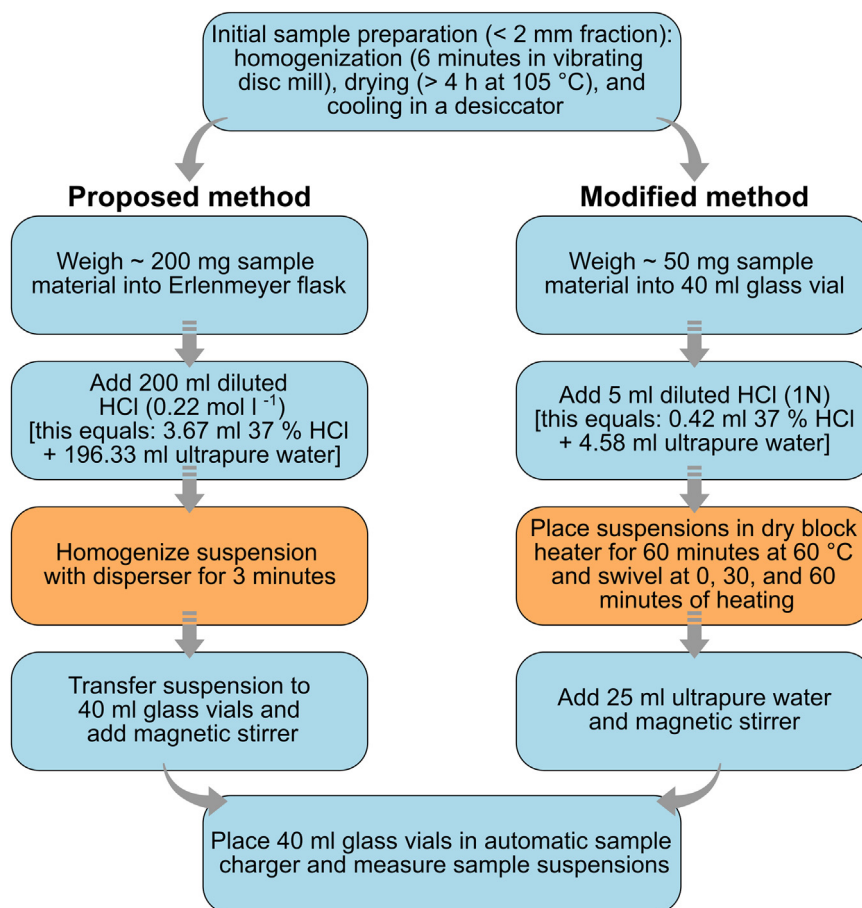 Initial sample preparation (< 2 mm fraction):
homogenization (6 minutes in vibrating
disc mill), drying (> 4 h at 105 °C), and
cooling in a desiccator
Proposed method
Weigh ~ 200 mg sample
material into Erlenmeyer flask
Add 200 ml diluted
HCl (0.22 mol l ⁻¹)
[this equals: 3.67 ml 37 % HCl
+ 196.33 ml ultrapure water]
Homogenize suspension
with disperser for 3 minutes
Transfer suspension to
40 ml glass vials and
add magnetic stirrer
Modified method
Weigh ~ 50 mg sample
material into 40 ml glass vial
Add 5 ml diluted HCl (1N)
[this equals: 0.42 ml 37 % HCl
+ 4.58 ml ultrapure water]
Place suspensions in dry block
heater for 60 minutes at 60 °C
and swivel at 0, 30, and 60
minutes of heating
Add 25 ml ultrapure water
and magnetic stirrer
Place 40 ml glass vials in automatic sample
charger and measure sample suspensions